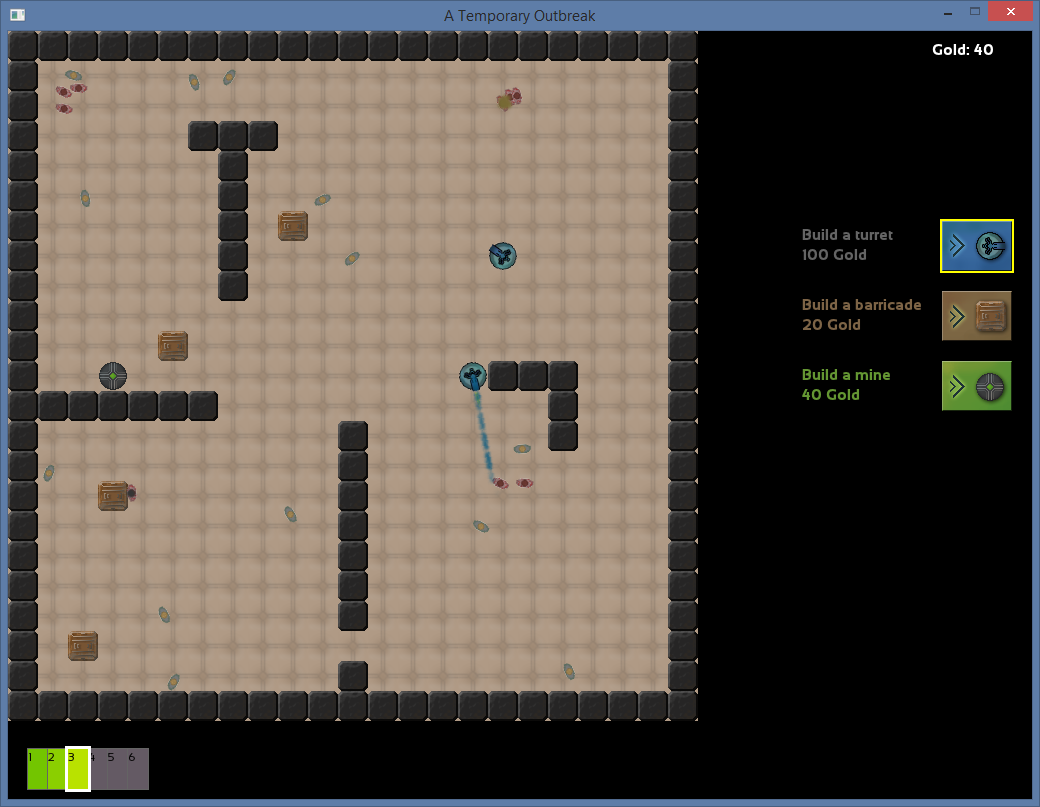 A Temporary Outbreak
Gold: 40
Build a turret
100 Gold
Build a barricade
20 Gold
Build a mine
40 Gold
1 2 3 4 5 6